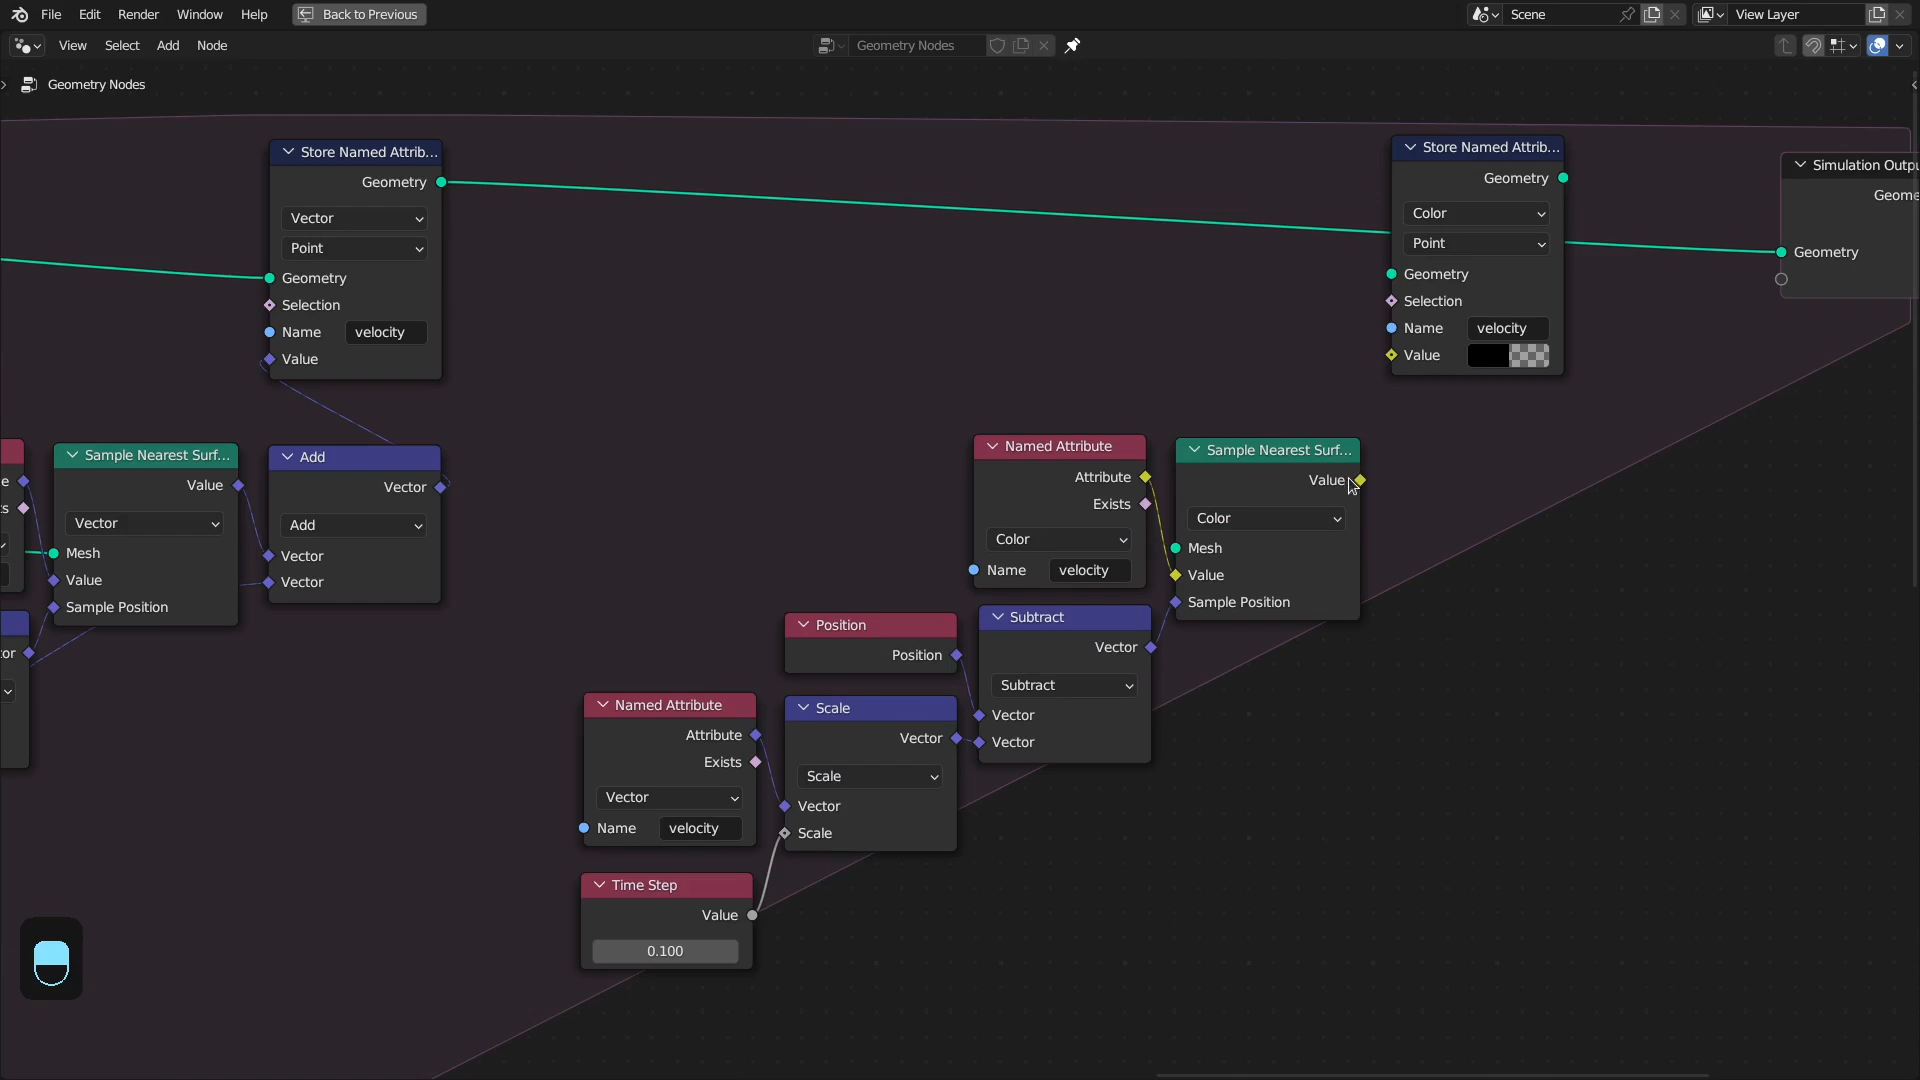 File Edit Render Window Help Back to Previous Scene View Layer
View Select Add Node Geometry Nodes
Geometry Nodes
Store Named Attrib...
Geometry
Vector
Point
Geometry
Selection
Name velocity
Value
Store Named Attrib...
Geometry
Color
Point
Geometry
Selection
Name velocity
Value
Simulation Outpu
Geome
Geometry
e
s
or
Sample Nearest Surf...
Value
Vector
Mesh
Value
Sample Position
Add
Vector
Add
Vector
Vector
Named Attribute
Attribute
Exists
Color
Name velocity
Sample Nearest Surf...
Value
Color
Mesh
Value
Sample Position
Position
Position
Subtract
Vector
Subtract
Vector
Vector
Named Attribute
Attribute
Exists
Vector
Name velocity
Scale
Vector
Scale
Vector
Scale
Time Step
Value
0.100